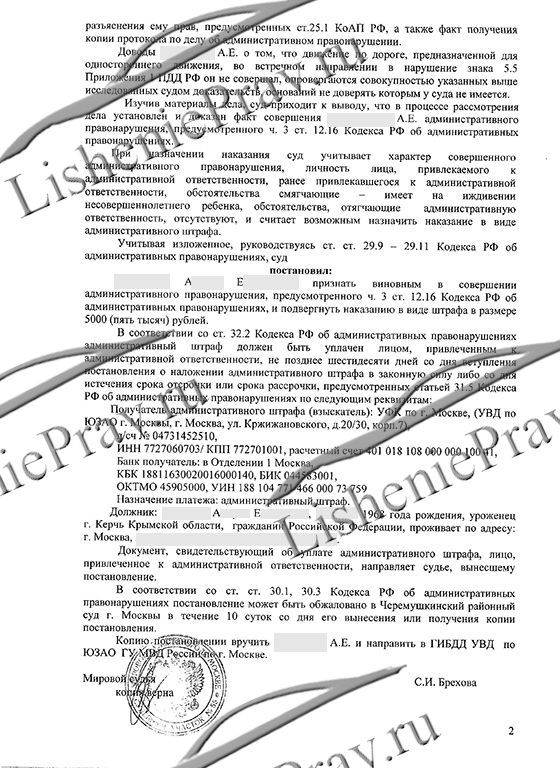 разъяснения ему прав, предусмотренных ст.25.1 КоАП РФ, а также факт получения
копии протокола по делу об административном правонарушении.
Доводы А.Е. о том, что движение по дороге, предназначенной для
одностороннего движения, во встречном направлении в нарушение знака 5.5
Приложения 1 ПДД РФ он не совершал, опровергаются совокупностью указанных выше
исследованных судом доказательств, оснований не доверять которым у суда не имеется.
Изучив материалы дела, суд приходит к выводу, что в процессе рассмотрения
дела установлен и доказан факт совершения А.Е. административного
правонарушения, предусмотренного ч. 3 ст. 12.16 Кодекса РФ об административных
правонарушениях.
При назначении наказания суд учитывает характер совершенного
административного правонарушения, личность лица, привлекаемого к
административной ответственности, ранее привлекавшегося к административной
ответственности, обстоятельства смягчающие – имеет на иждивении
несовершеннолетнего ребенка, обстоятельства, отягчающие административную
ответственность, отсутствуют, и считает возможным назначить наказание в виде
административного штрафа.
Учитывая изложенное, руководствуясь ст. ст. 29.9 – 29.11 Кодекса РФ об
административных правонарушениях, суд
постановил:
А Е признать виновным в совершении
административного правонарушения, предусмотренного ч. 3 ст. 12.16 Кодекса РФ об
административных правонарушениях, и подвергнуть наказанию в виде штрафа в размере
5000 (пять тысяч) рублей.
В соответствии со ст. 32.2 Кодекса РФ об административных правонарушениях
административный штраф должен быть уплачен лицом, привлеченным к
административной ответственности, не позднее шестидесяти дней со дня вступления
постановления о наложении административного штрафа в законную силу либо со дня
истечения срока отсрочки или срока рассрочки, предусмотренных статьей 31.5 Кодекса
РФ об административных правонарушениях по следующим реквизитам:
Получатель административного штрафа (взыскатель): УФК по г. Москве, (УВД по
ЮЗАО г. Москвы, г. Москва, ул. Кржижановского, д.20/30, корп.7),
л/сч № 04731452510,
ИНН 7727060703/ КПП 772701001, расчетный счет 401 018 108 000 000 100 41,
Банк получатель: в Отделении 1 Москва,
КБК 18811630020016000140, БИК 044583001,
ОКТМО 45905000, УИН 188 104 771 466 000 73 759
Назначение платежа: административный штраф.
Должник: А Е , 1963 года рождения, уроженец
г. Керчь Крымской области, гражданин Российской Федерации, проживает по адресу:
г. Москва,
Документ, свидетельствующий об уплате административного штрафа, лицо,
привлеченное к административной ответственности, направляет судье, вынесшему
постановление.
В соответствии со ст. ст. 30.1, 30.3 Кодекса РФ об административных
правонарушениях постановление может быть обжаловано в Черемушкинский районный
суд г. Москвы в течение 10 суток со дня его вынесения или получения копии
постановления.
Копию постановления вручить А.Е. и направить в ГИБДД УВД по
ЮЗАО ГУ МВД России по г. Москве.
Мировой судья С.И. Брехова
копия верна
2
LisheniePrav.ru
LisheniePrav.ru
LisheniePrav.ru
LisheniePrav.ru